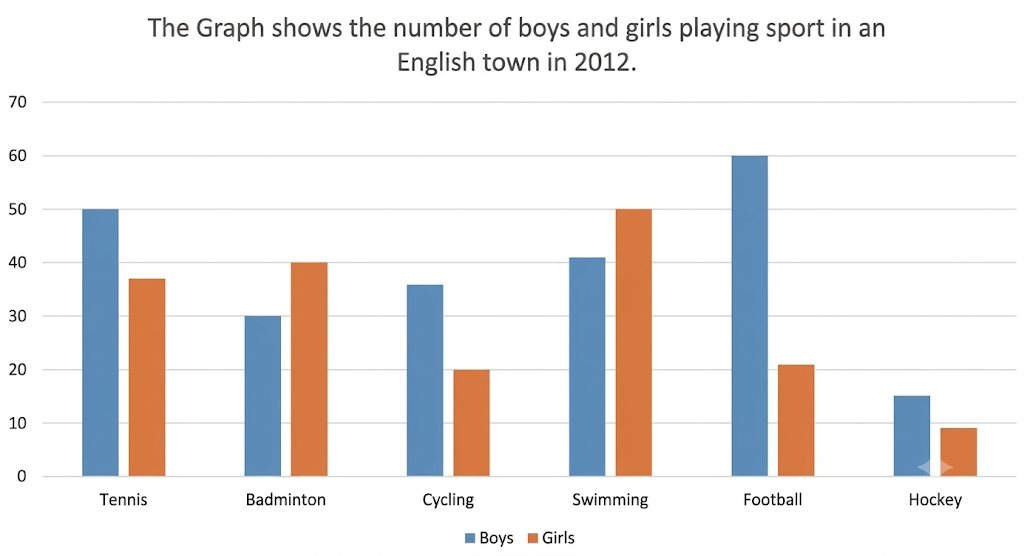 The Graph shows the number of boys and girls playing sport in an
English town in 2012.
70
60
50
40
30
20
10
0
Tennis Badminton Cycling Swimming Football Hockey
Boys Girls